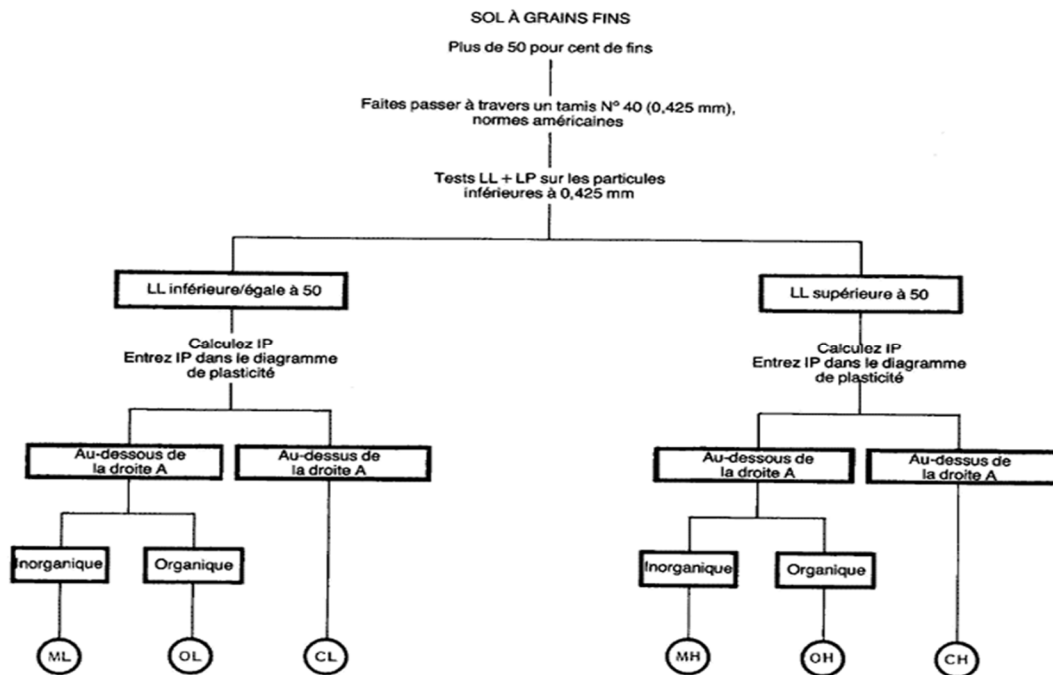 SOL À GRAINS FINS
Plus de 50 pour cent de fins
Faites passer à travers un tamis N° 40 (0,425 mm),
normes américaines
Tests LL + LP sur les particules
inférieures à 0,425 mm
LL inférieure/égale à 50
LL supérieure à 50
Calculez IP
Entrez IP dans le diagramme
de plasticité
Calculez IP
Entrez IP dans le diagramme
de plasticité
Au-dessous de
la droite A
Au-dessus de
la droite A
Au-dessous de
la droite A
Au-dessus de
la droite A
Inorganique
Organique
Inorganique
Organique
ML
OL
CL
MH
OH
CH